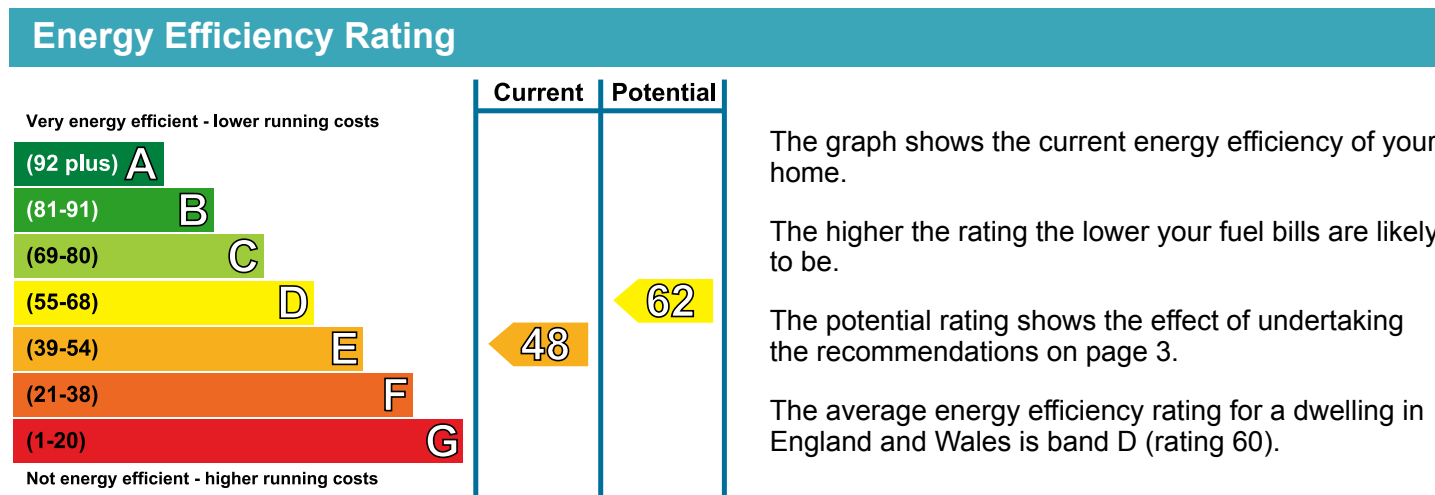 Energy Efficiency Rating
Current Potential
Very energy efficient - lower running costs
(92 plus) A
(81-91) B
(69-80) C
(55-68) D
62
(39-54) E
48
(21-38) F
(1-20) G
Not energy efficient - higher running costs
The graph shows the current energy efficiency of your
home.
The higher the rating the lower your fuel bills are likely
to be.
The potential rating shows the effect of undertaking
the recommendations on page 3.
The average energy efficiency rating for a dwelling in
England and Wales is band D (rating 60).